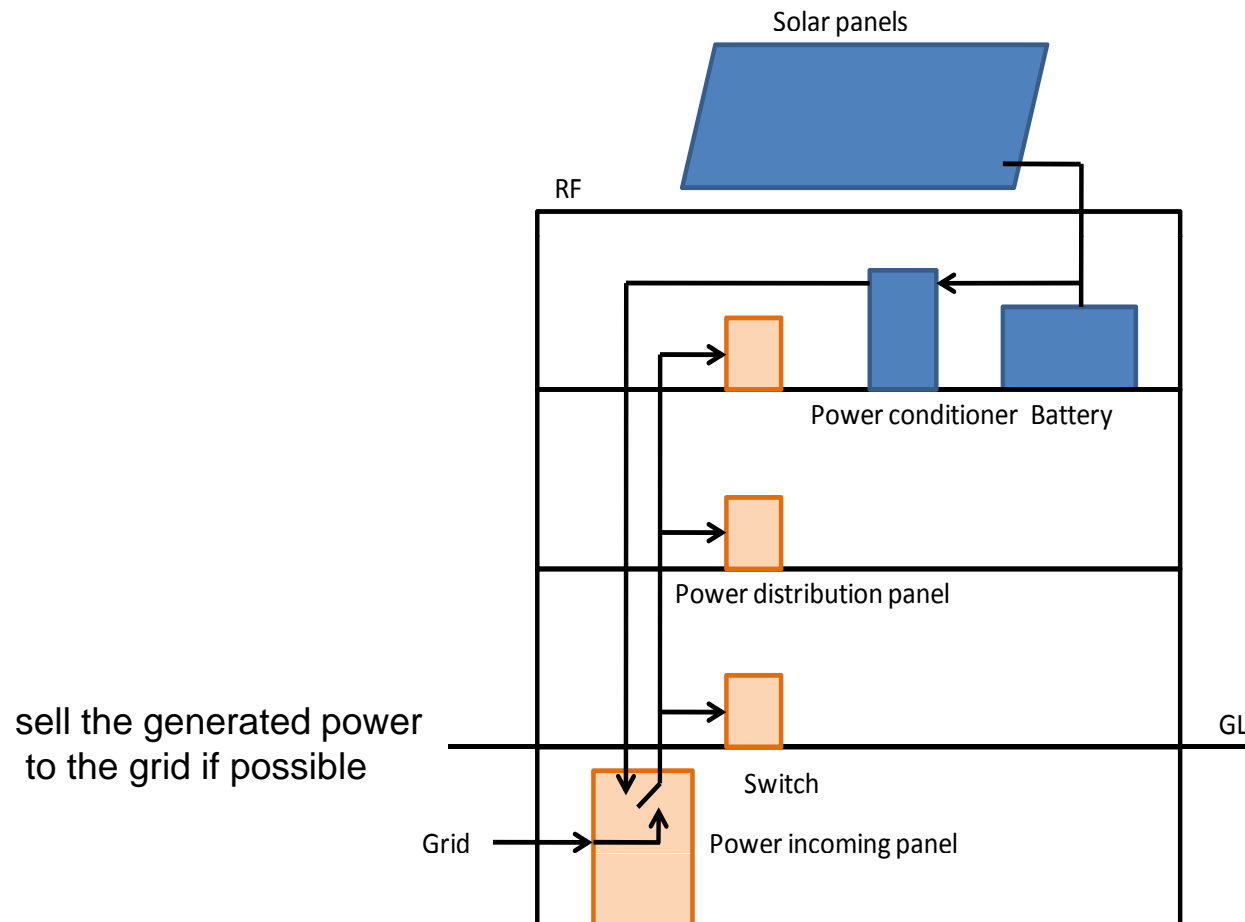 Solar panels
RF
Power conditioner Battery
Power distribution panel
sell the generated power
to the grid if possible
GL
Switch
Grid
Power incoming panel